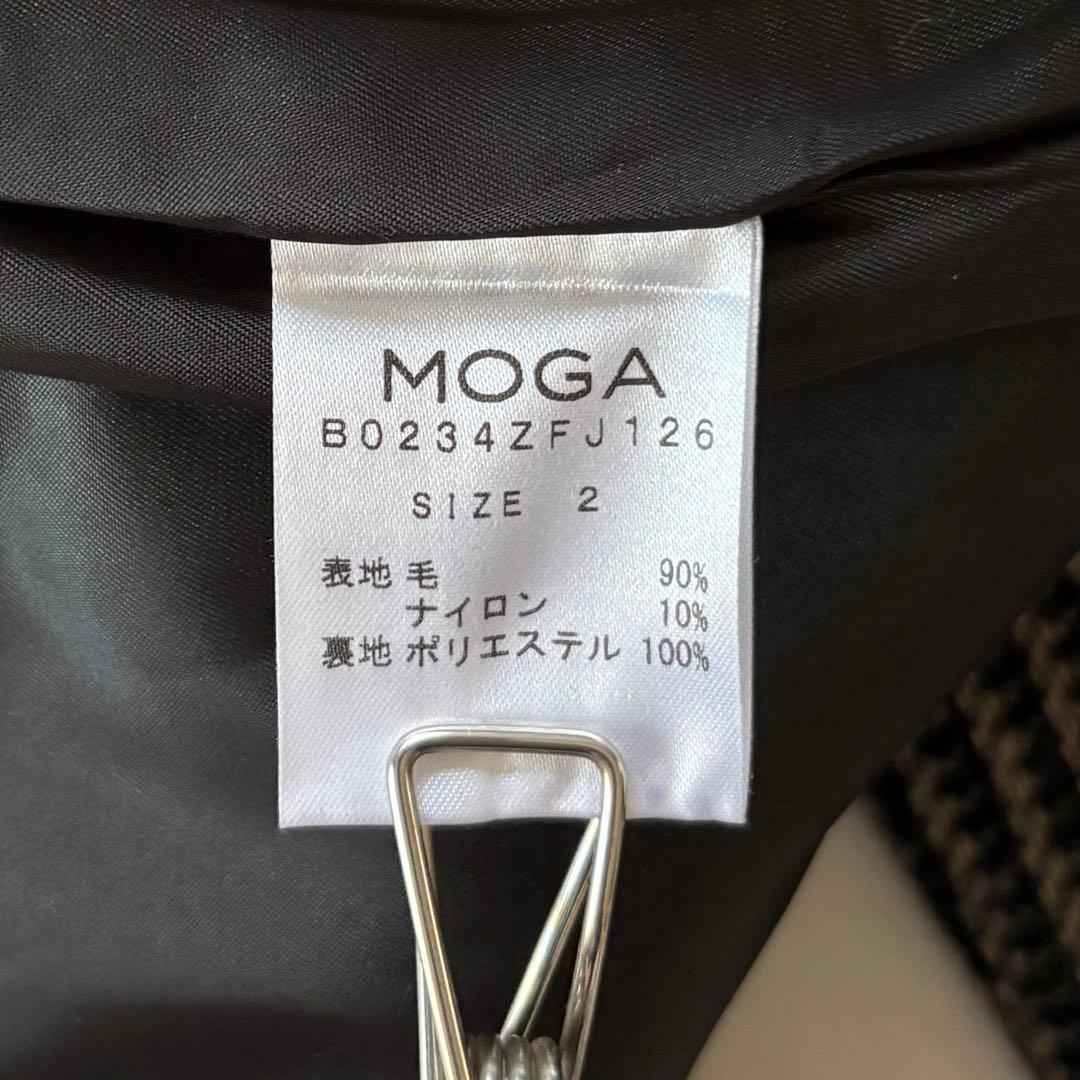 MOGA
B0234ZFJ126
SIZE 2
表地 毛 90%
ナイロン 10%
裏地 ポリエステル 100%